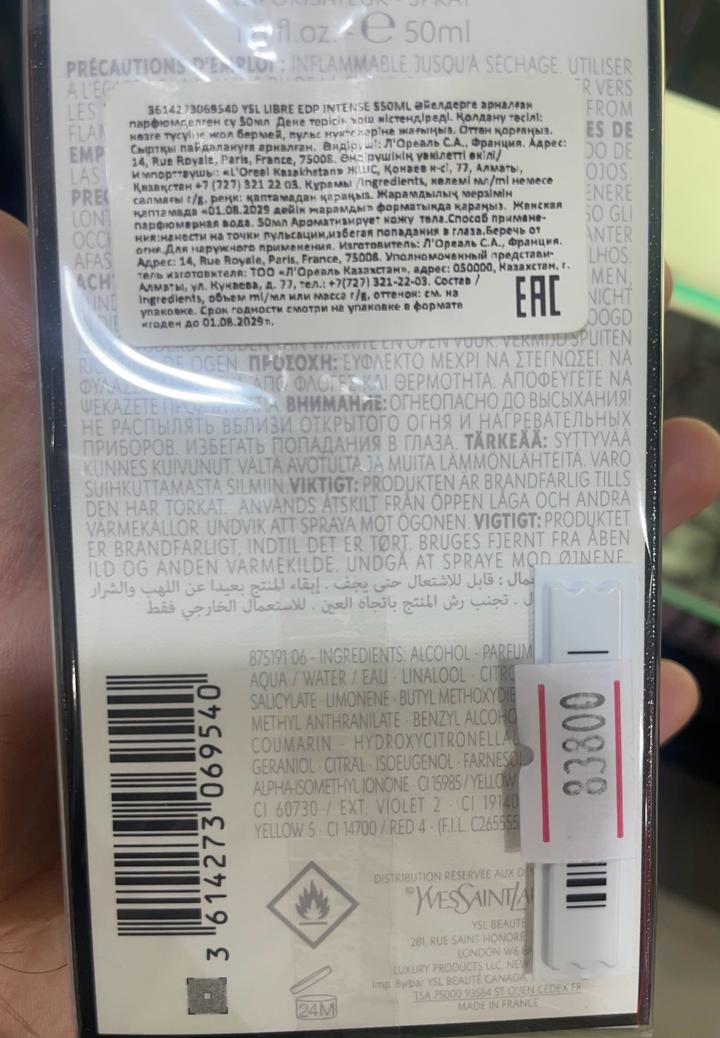 VAPORISATEUR · SPRAY
fl.oz. - ℮ 50ml
PRÉCAUTIONS D'EMPLOI : INFLAMMABLE JUSQU'À SÉCHAGE. UTILISER
3614273069540 YSL LIBRE EDP INTENSE S50ML Әйелдерге арналған
парфюмделген су 50мл. Дене терісін хош иістендіреді. Қолдану тәсілі:
көзге түсуіне жол бермей, пульс нүктелеріне жағыңыз. Оттан қорғаңыз.
Сыртқы пайдалануға арналған. Өндіруші: Л'Ореаль С.А., Франция. Адрес:
14, Rue Royale, Paris, France, 75008. Өндірушінің уәкілетті өкілі/
Импорттаушы: «L'Oreal Kazakhstan» ЖШС, Қонаев к-сі, 77, Алматы,
Қазақстан +7 (727) 321 22 03. Құрамы /Ingredients, көлемі мл/ml немесе
салмағы г/g, реңк: қаптамадан қараңыз. Жарамдылық мерзімін
қаптамада «01.08.2029 дейін жарамды» форматында қараңыз. Женская
парфюмерная вода. 50мл Ароматизирует кожу тела.Способ примене-
ния:нанести на точки пульсации,избегая попадания в глаза.Беречь от
огня.Для наружного применения. Изготовитель: Л'Ореаль С.А., Франция.
Адрес: 14, Rue Royale, Paris, France, 75008. Уполномоченный представи-
тель изготовителя: ТОО «Л'Ореаль Казахстан», адрес: 050000, Казахстан, г.
Алматы, ул. Кунаева, д. 77, тел.: +7(727) 321-22-03. Состав /
Ingredients, объем ml/мл или масса г/g, оттенок: см. на
упаковке. Срок годности смотри на упаковке в формате
«годен до 01.08.2029».
EAC
DE OGEN. ΠΡΟΣΟΧΗ: ΕΥΦΛΕΚΤΟ ΜΕΧΡΙ ΝΑ ΣΤΕΓΝΩΣΕΙ. ΝΑ
ΑΠΟ ΦΛΟΓΕΣ ΚΑΙ ΘΕΡΜΟΤΗΤΑ. ΑΠΟΦΕΥΓΕΤΕ ΝΑ
ΨΕΚΑΖΕΤΕ ВНИМАНИЕ: ОГНЕОПАСНО ДО ВЫСЫХАНИЯ!
НЕ РАСПЫЛЯТЬ ВБЛИЗИ ОТКРЫТОГО ОГНЯ И НАГРЕВАТЕЛЬНЫХ
ПРИБОРОВ. ИЗБЕГАТЬ ПОПАДАНИЯ В ГЛАЗА. TÄRKEÄÄ: SYTTYVÄÄ
KUNNES KUIVUNUT. VÄLTÄ AVOTULTA JA MUITA LÄMMÖNLÄHTEITÄ. VARO
SUIHKUTTAMASTA SILMIIN. VIKTIGT: PRODUKTEN ÄR BRANDFARLIG TILLS
DEN HAR TORKAT. ANVÄNDS ÅTSKILT FRÅN ÖPPEN LÅGA OCH ANDRA
VÄRMEKÄLLOR. UNDVIK ATT SPRAYA MOT ÖGONEN. VIGTIGT: PRODUKTET
ER BRANDFARLIGT, INDTIL DET ER TØRT. BRUGES FJERNT FRA ÅBEN
ILD OG ANDEN VARMEKILDE. UNDGÅ AT SPRAYE MOD ØJNENE.
: قابل للاشتعال حتى يجف . إبقاء المنتج بعيدا عن اللهب والشرار
. تجنب رش المنتج باتجاه العين . للاستعمال الخارجي فقط
875191 06 - INGREDIENTS: ALCOHOL · PARFUM
AQUA / WATER / EAU · LINALOOL ·
SALICYLATE · LIMONENE · BUTYL
METHYL ANTHRANILATE · BENZYL
COUMARIN · HYDROXYCITRONELLAL
GERANIOL · CITRAL · ISOEUGENOL ·
ALPHA-ISOMETHYL IONONE · CI 15985 / YELLOW
CI 60730 / EXT. VIOLET 2 · CI 19140
YELLOW 5 · CI 14700 / RED 4 · (F.I.L.
83800
3 614273 069540
24M
DISTRIBUTION RÉSERVÉE AUX
YSL BEAUTÉ
281, RUE SAINT HONORÉ
LONDON W6
LUXURY PRODUCTS LLC, NEW
Imp. By/par YSL BEAUTÉ CANADA,
TSA 75000 93584 ST OUEN CEDEX FR
MADE IN FRANCE